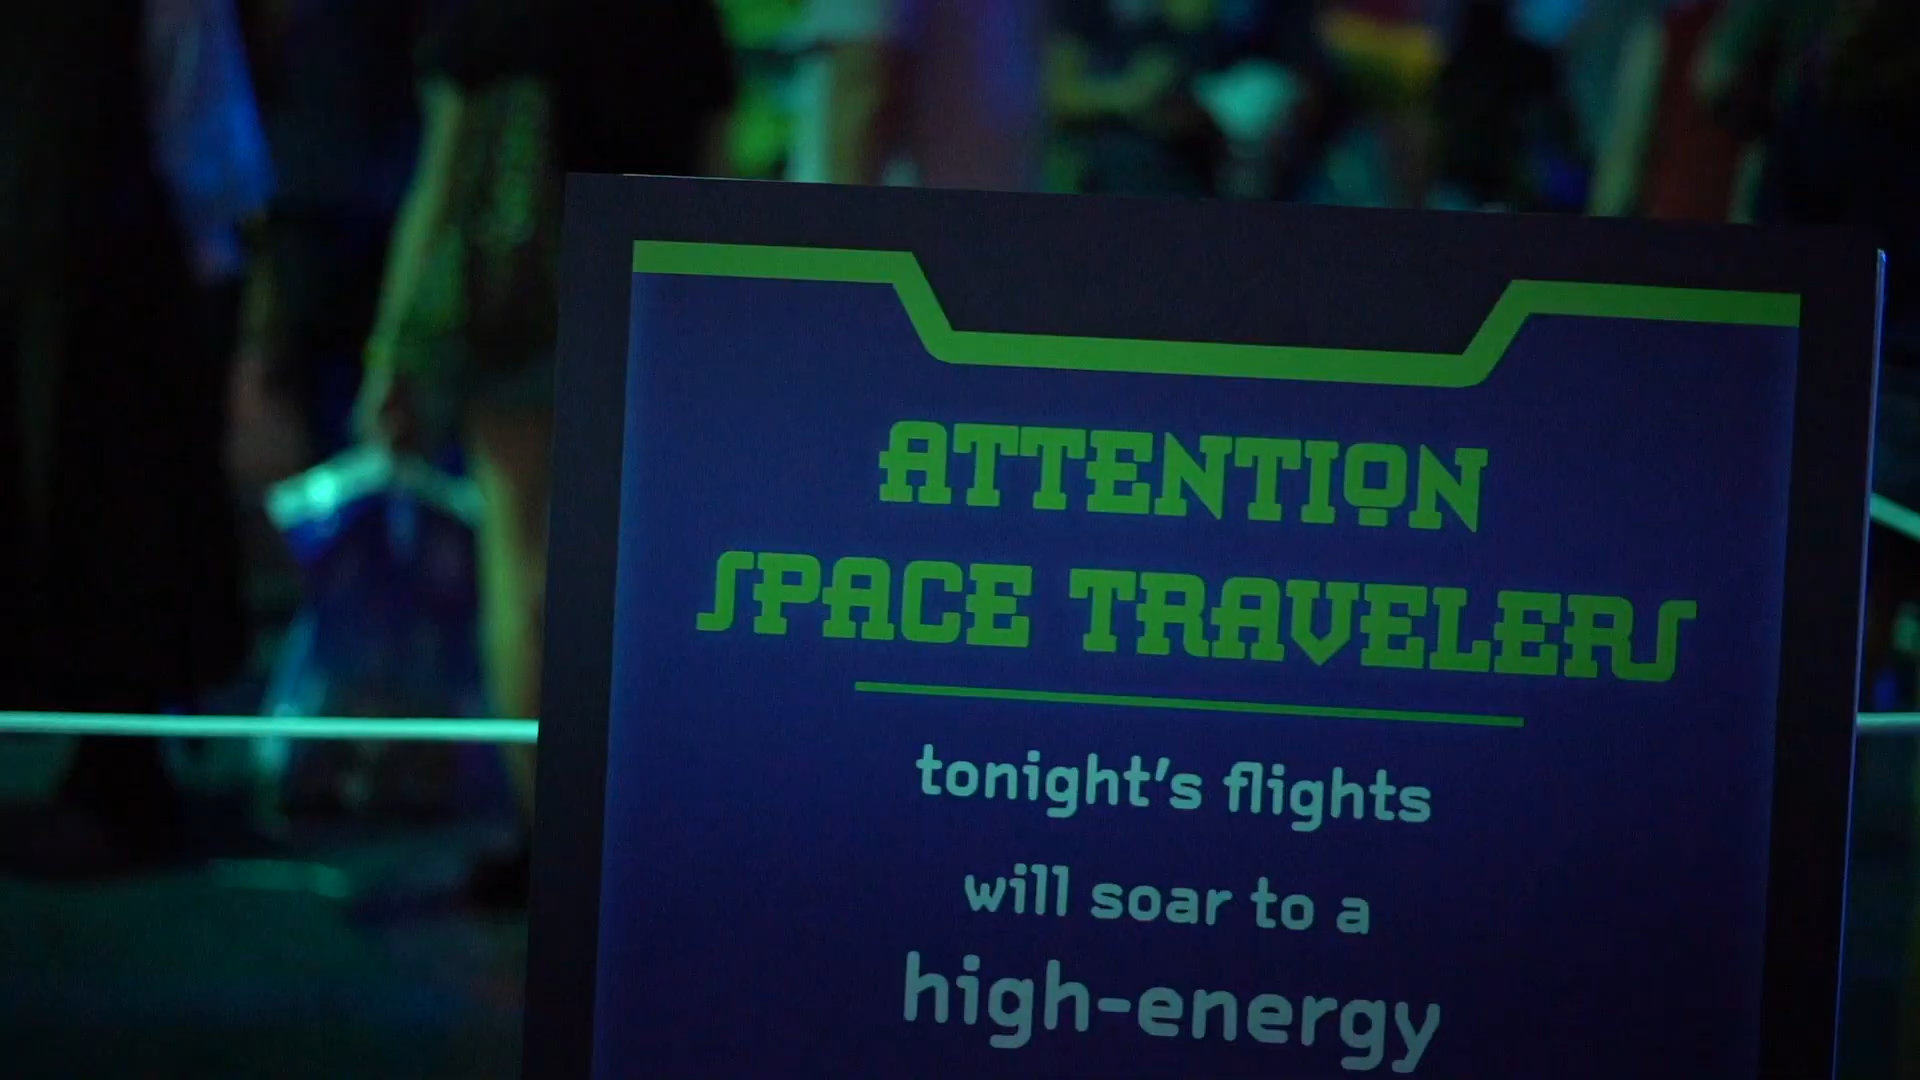 ATTENTION
SPACE TRAVELERS
tonight's flights
will soar to a
high-energy